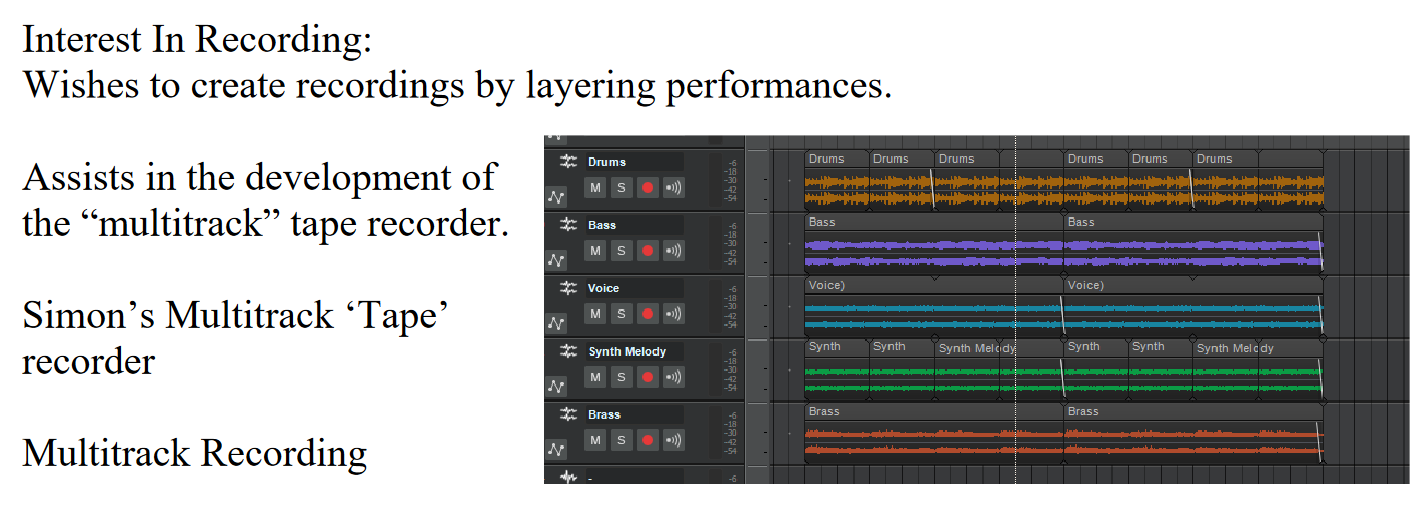 Interest In Recording:
Wishes to create recordings by layering performances.
Assists in the development of
the “multitrack” tape recorder.
Simon’s Multitrack ‘Tape’
recorder
Multitrack Recording
Drums
M S
-6
-18
-30
-42
-54
Drums Drums Drums Drums Drums Drums
Bass
M S
-6
-18
-30
-42
-54
Bass Bass
Voice
M S
-6
-18
-30
-42
-54
Voice) Voice)
Synth Melody
M S
-6
-18
-30
-42
-54
Synth Synth Synth Melody Synth Synth Synth Melody
Brass
M S
-6
-18
-30
-42
-54
Brass Brass
-
-6